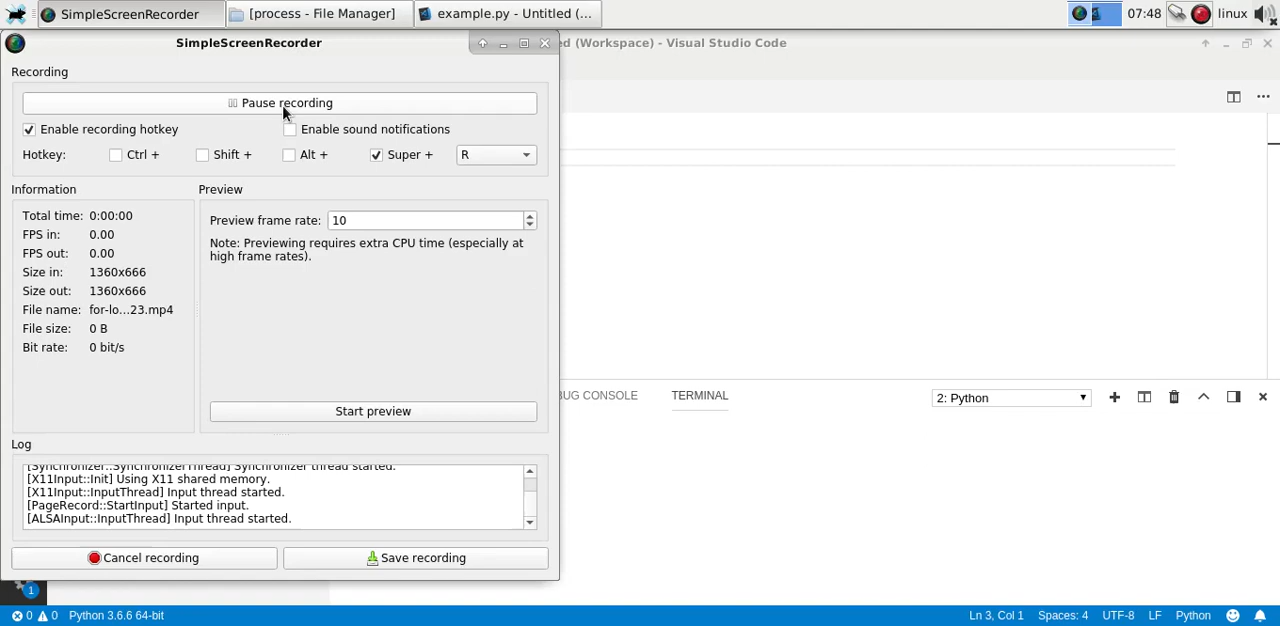 SimpleScreenRecorder
[process - File Manager]
example.py - Untitled (...
07:48
linux
SimpleScreenRecorder
ed (Workspace) - Visual Studio Code
Recording
Pause recording
Enable recording hotkey
Enable sound notifications
Hotkey:
Ctrl +
Shift +
Alt +
Super +
R
Information
Preview
Total time: 0:00:00
FPS in: 0.00
FPS out: 0.00
Size in: 1360x666
Size out: 1360x666
File name: for-lo...23.mp4
File size: 0 B
Bit rate: 0 bit/s
Preview frame rate: 10
Note: Previewing requires extra CPU time (especially at
high frame rates).
Start preview
BUG CONSOLE
TERMINAL
2: Python
Log
[Synchronizer::SynchronizerThread] Synchronizer thread started.
[X11Input::Init] Using X11 shared memory.
[X11Input::InputThread] Input thread started.
[PageRecord::StartInput] Started input.
[ALSAInput::InputThread] Input thread started.
Cancel recording
Save recording
1
0
0
Python 3.6.6 64-bit
Ln 3, Col 1
Spaces: 4
UTF-8
LF
Python